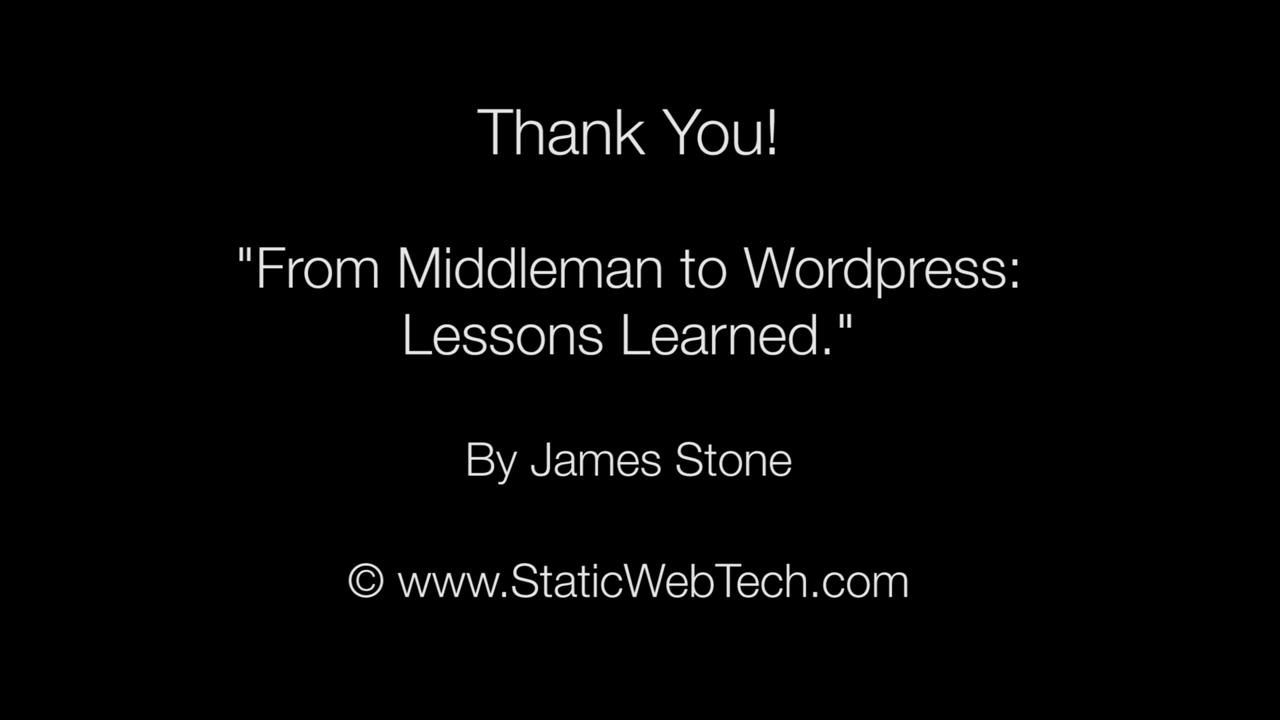 Thank You!
"From Middleman to Wordpress:
Lessons Learned."
By James Stone
© www.StaticWebTech.com